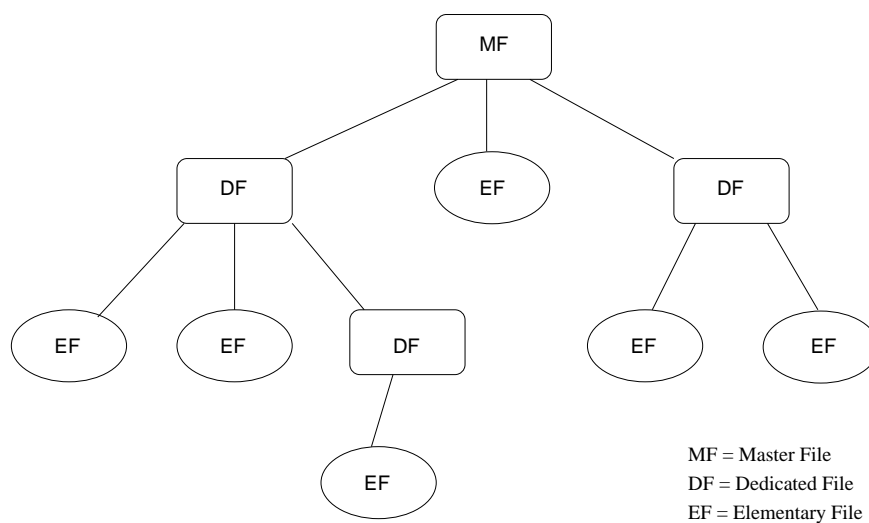 MF
DF
EF
DF
EF
EF
DF
EF
EF
EF
MF = Master File
DF = Dedicated File
EF = Elementary File